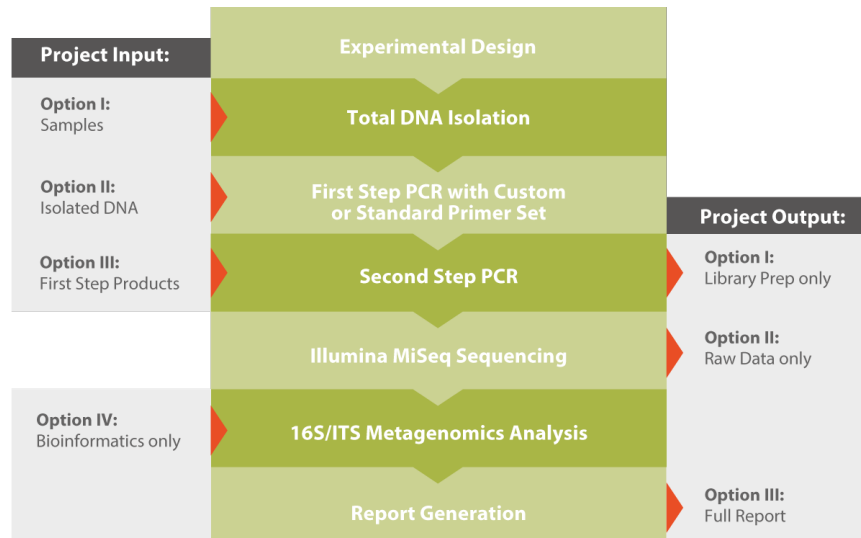 Project Input:
Option I:
Samples
Option II:
Isolated DNA
Option III:
First Step Products
Option IV:
Bioinformatics only
Experimental Design
Total DNA Isolation
First Step PCR with Custom
or Standard Primer Set
Second Step PCR
Illumina MiSeq Sequencing
16S/ITS Metagenomics Analysis
Report Generation
Project Output:
Option I:
Library Prep only
Option II:
Raw Data only
Option III:
Full Report